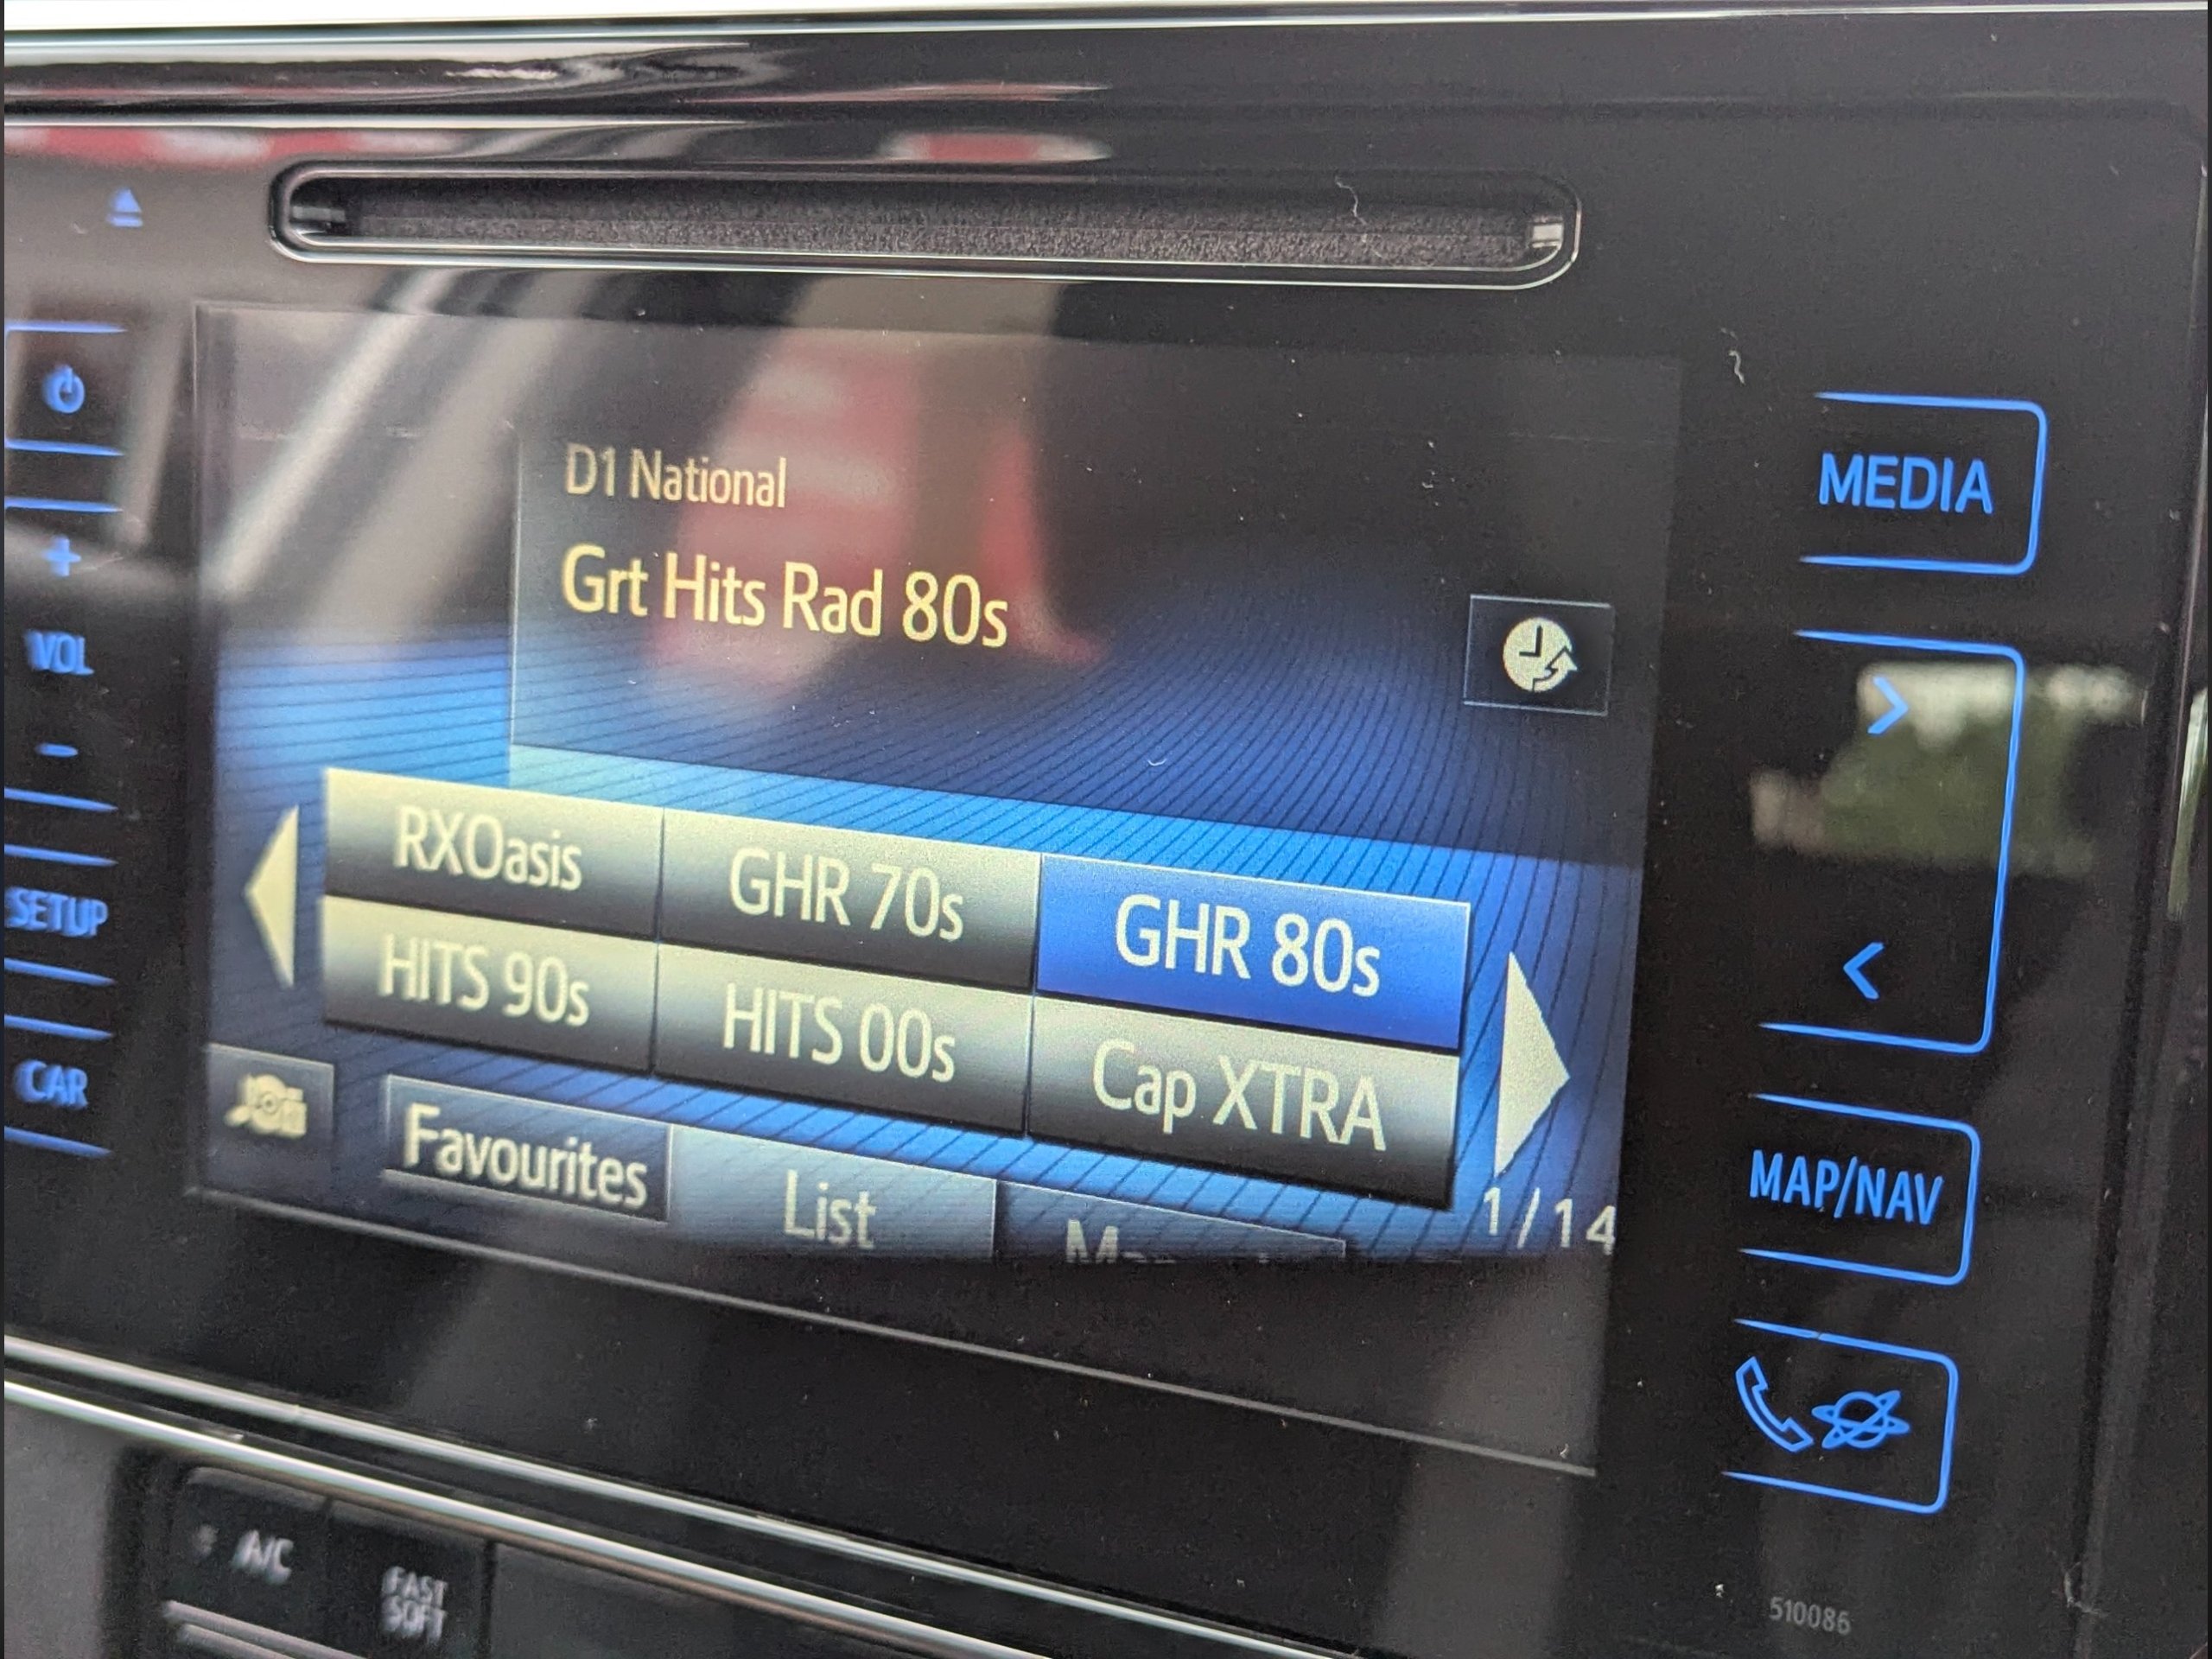 D1 National
Grt Hits Rad 80s
RXOasis
GHR 70s
GHR 80s
HITS 90s
HITS 00s
Cap XTRA
Favourites
List
1/14
VOL
SETUP
CAR
MEDIA
MAP/NAV
A/C
FAST
SOFT
510086